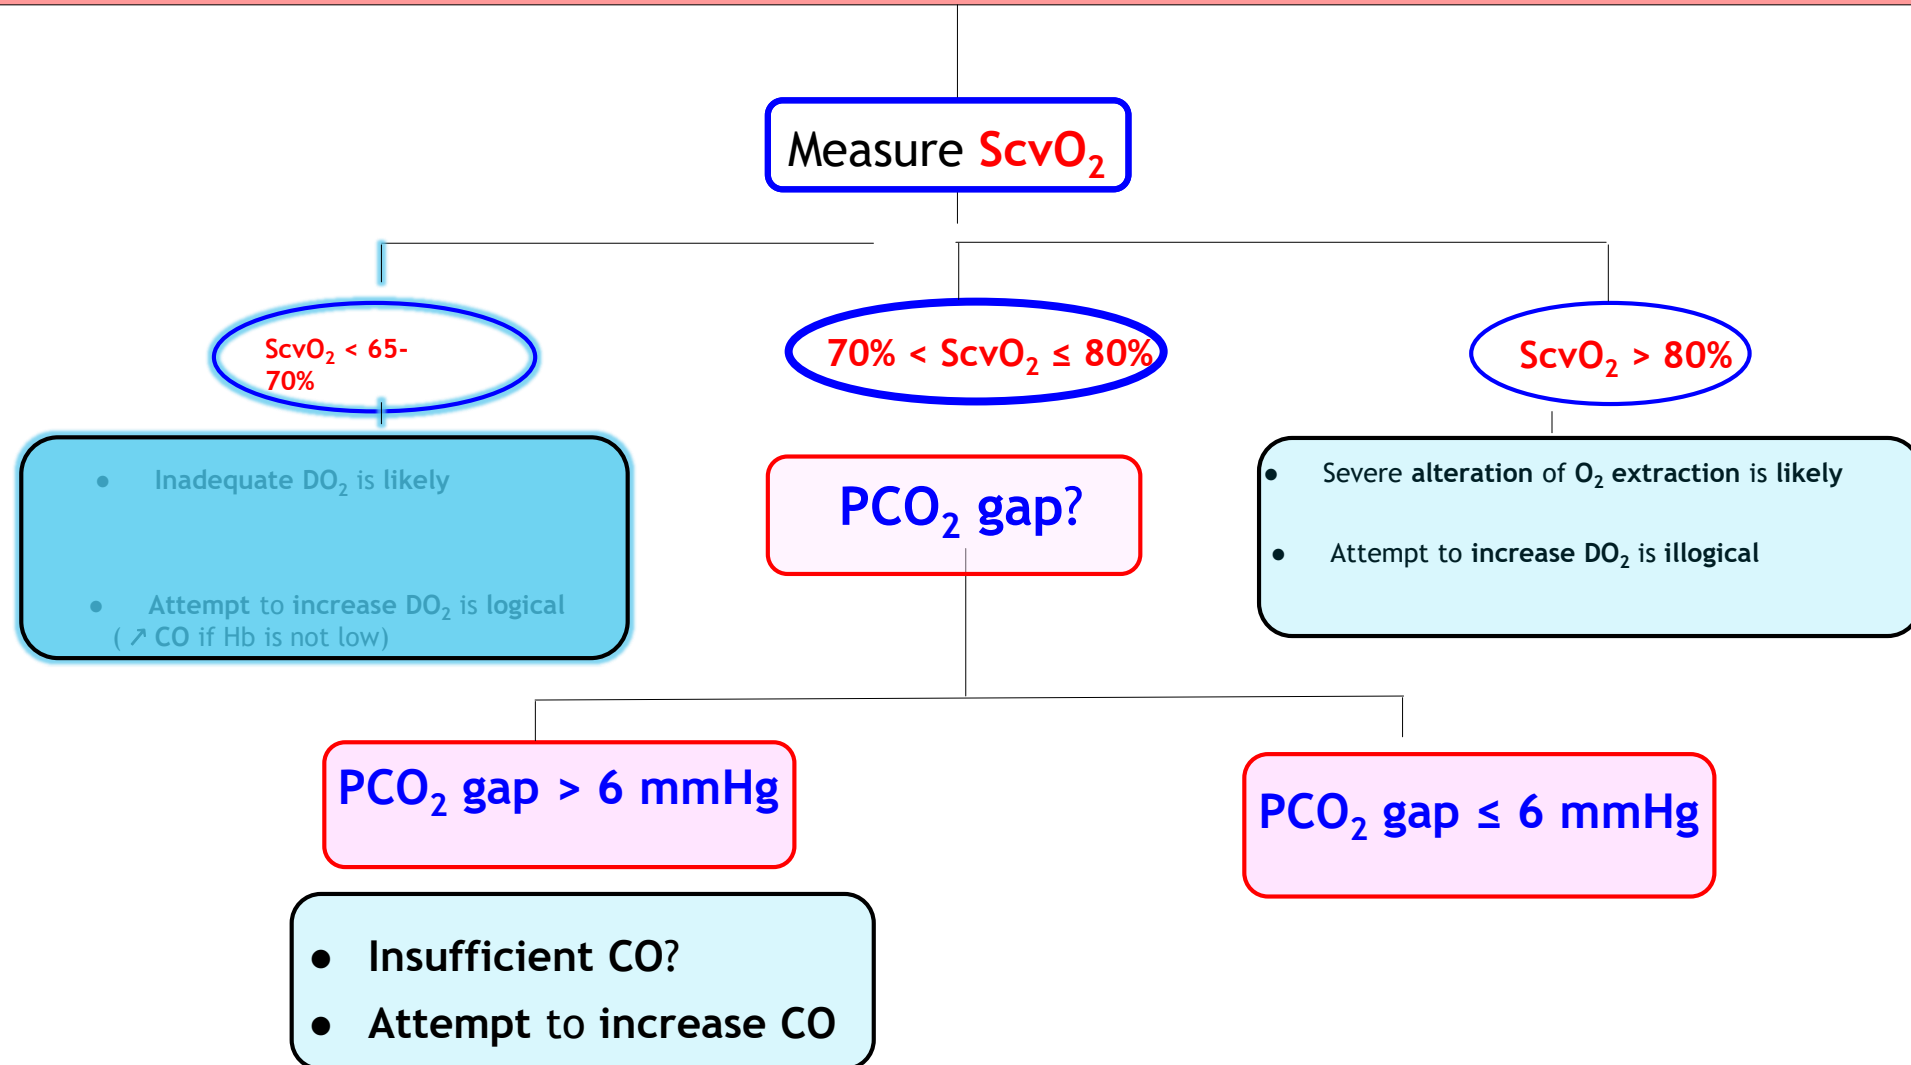 Measure ScvO₂
ScvO₂ < 65-
70%
70% < ScvO₂ ≤ 80%
ScvO₂ > 80%
● Inadequate DO₂ is likely
● Attempt to increase DO₂ is logical
( ↗ CO if Hb is not low)
PCO₂ gap?
● Severe alteration of O₂ extraction is likely
● Attempt to increase DO₂ is illogical
PCO₂ gap > 6 mmHg
PCO₂ gap ≤ 6 mmHg
● Insufficient CO?
● Attempt to increase CO